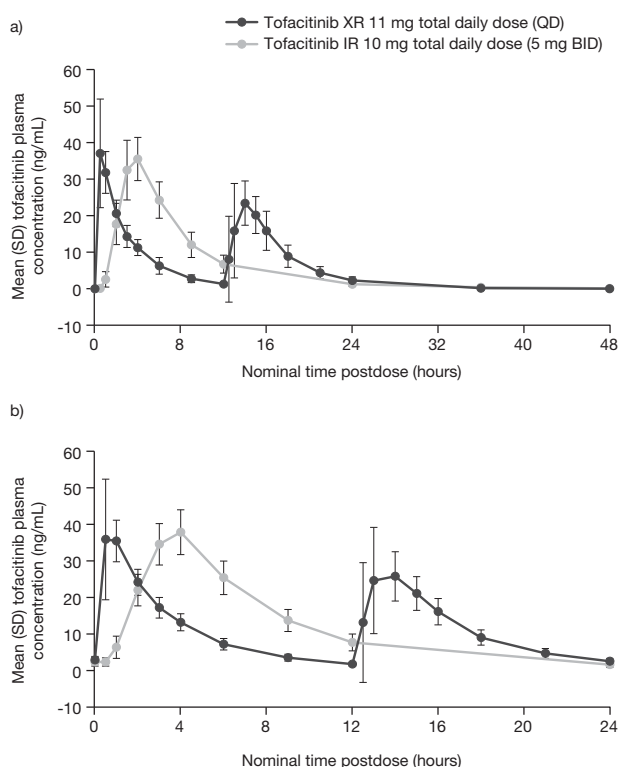 a)
Tofacitinib XR 11 mg total daily dose (QD)
Tofacitinib IR 10 mg total daily dose (5 mg BID)
Mean (SD) tofacitinib plasma
concentration (ng/mL)
60
50
40
30
20
10
0
-10
0 8 16 24 32 40 48
Nominal time postdose (hours)
b)
Mean (SD) tofacitinib plasma
concentration (ng/mL)
60
50
40
30
20
10
0
-10
0 4 8 12 16 20 24
Nominal time postdose (hours)